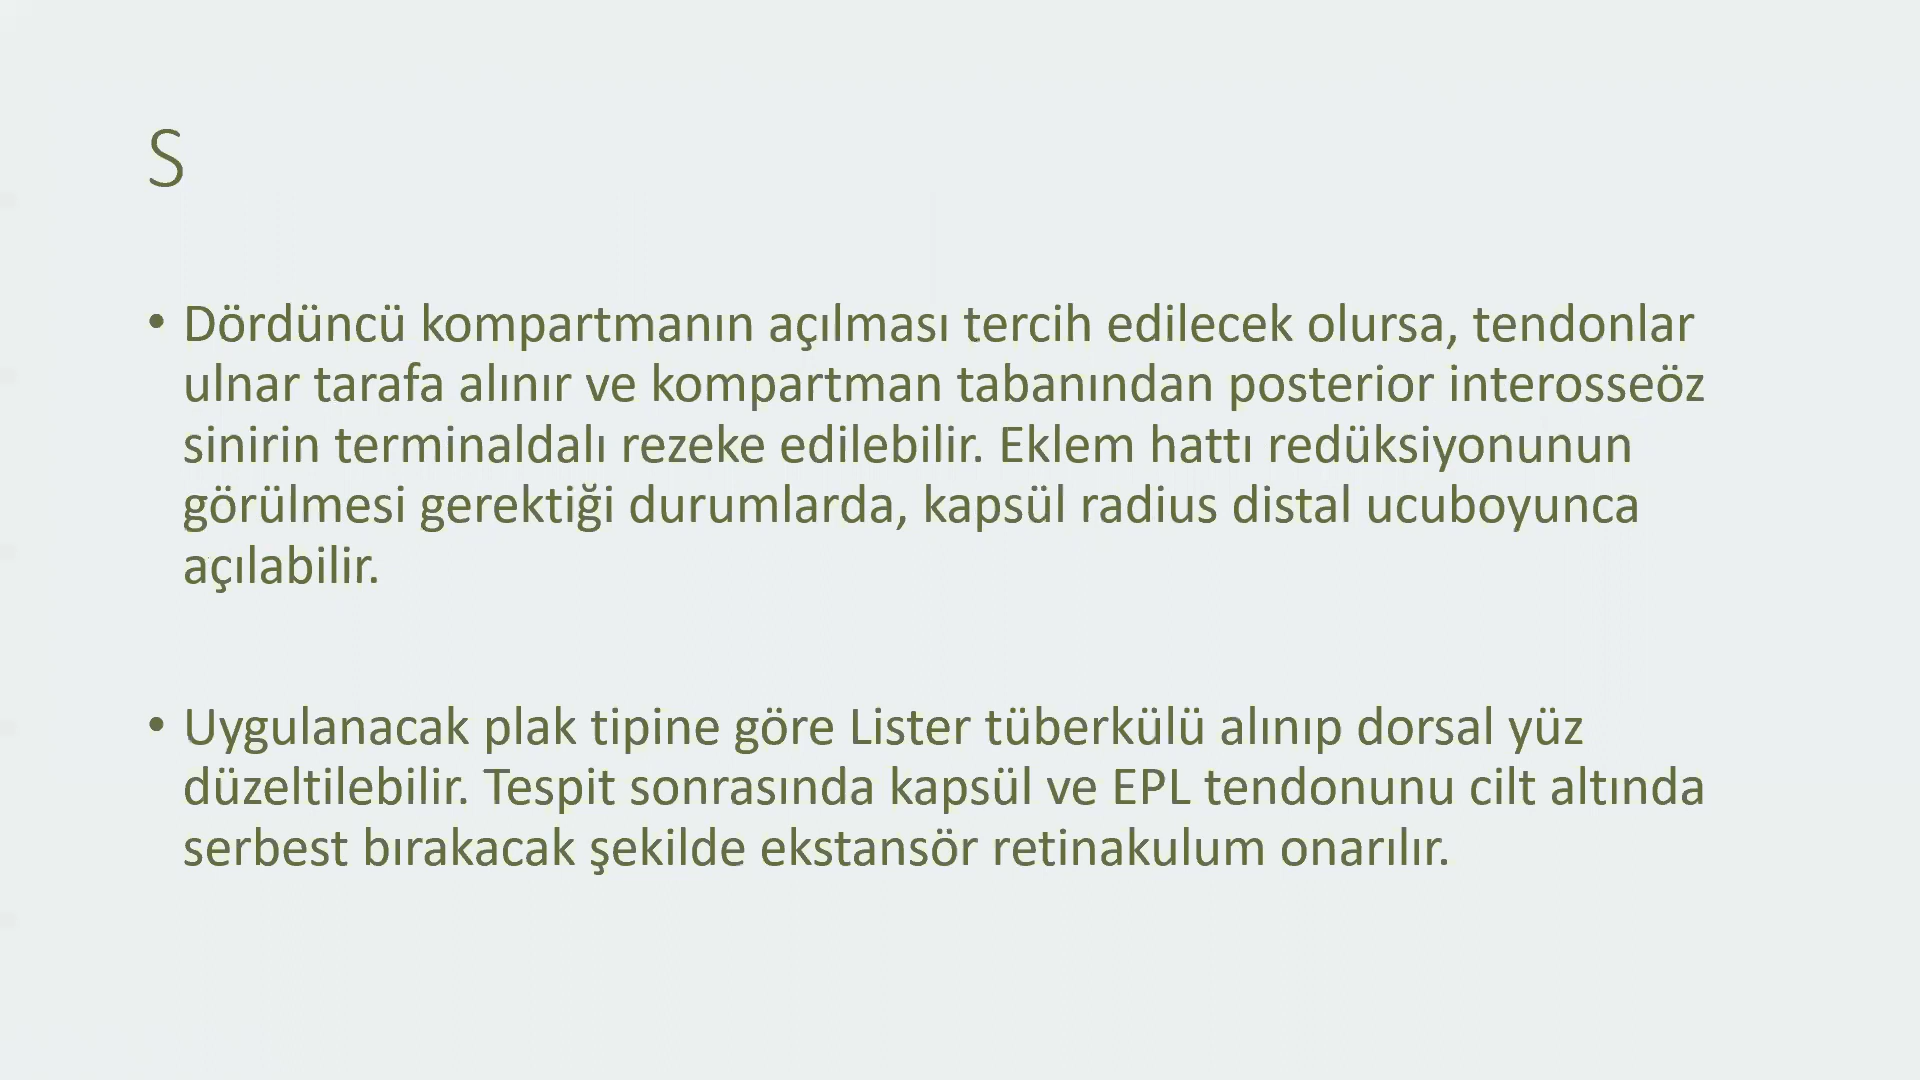 S
• Dördüncü kompartmanın açılması tercih edilecek olursa, tendonlar
ulnar tarafa alınır ve kompartman tabanından posterior interosseöz
sinirin terminaldalı rezeke edilebilir. Eklem hattı redüksiyonunun
görülmesi gerektiği durumlarda, kapsül radius distal ucuboyunca
açılabilir.
• Uygulanacak plak tipine göre Lister tüberkülü alınıp dorsal yüz
düzeltilebilir. Tespit sonrasında kapsül ve EPL tendonunu cilt altında
serbest bırakacak şekilde ekstansör retinakulum onarılır.